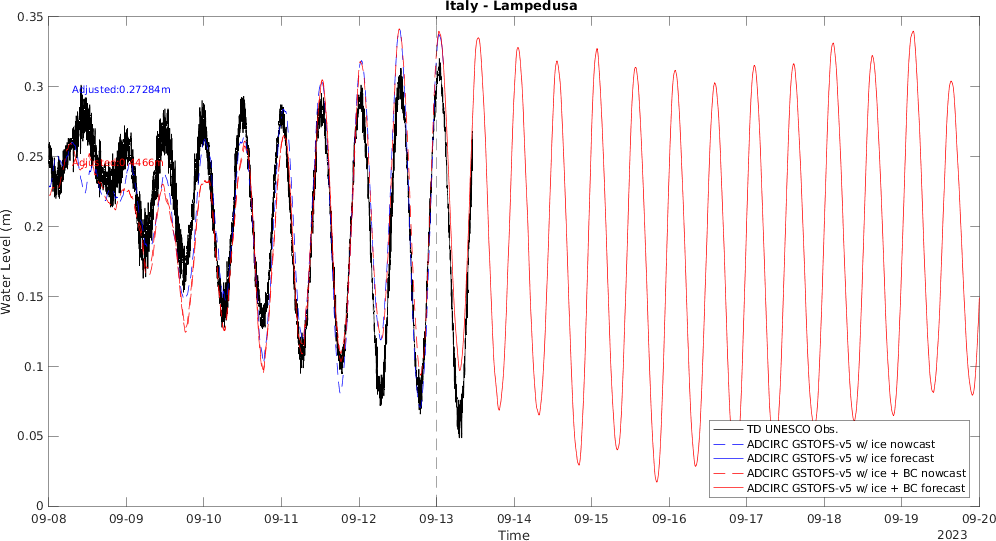 Italy - Lampedusa
0.35
0.3
0.25
0.2
0.15
0.1
0.05
0
Water Level (m)
Adjusted:0.27284m
TD UNESCO Obs.
ADCIRC GSTOFS-v5 w/ ice nowcast
ADCIRC GSTOFS-v5 w/ ice forecast
ADCIRC GSTOFS-v5 w/ ice + BC nowcast
ADCIRC GSTOFS-v5 w/ ice + BC forecast
09-08 09-09 09-10 09-11 09-12 09-13 09-14 09-15 09-16 09-17 09-18 09-19 09-20
Time
2023